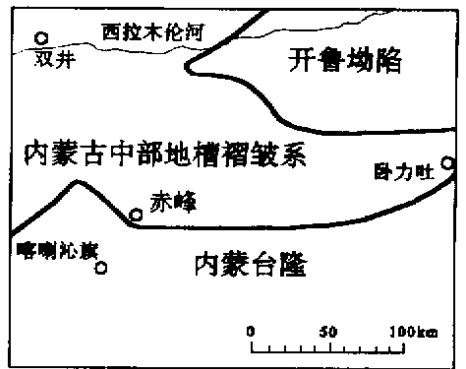 西拉木伦河
双井
开鲁坳陷
内蒙古中部地槽褶皱系
卧力吐
赤峰
喀喇沁旗
内蒙台隆
0 50 100km